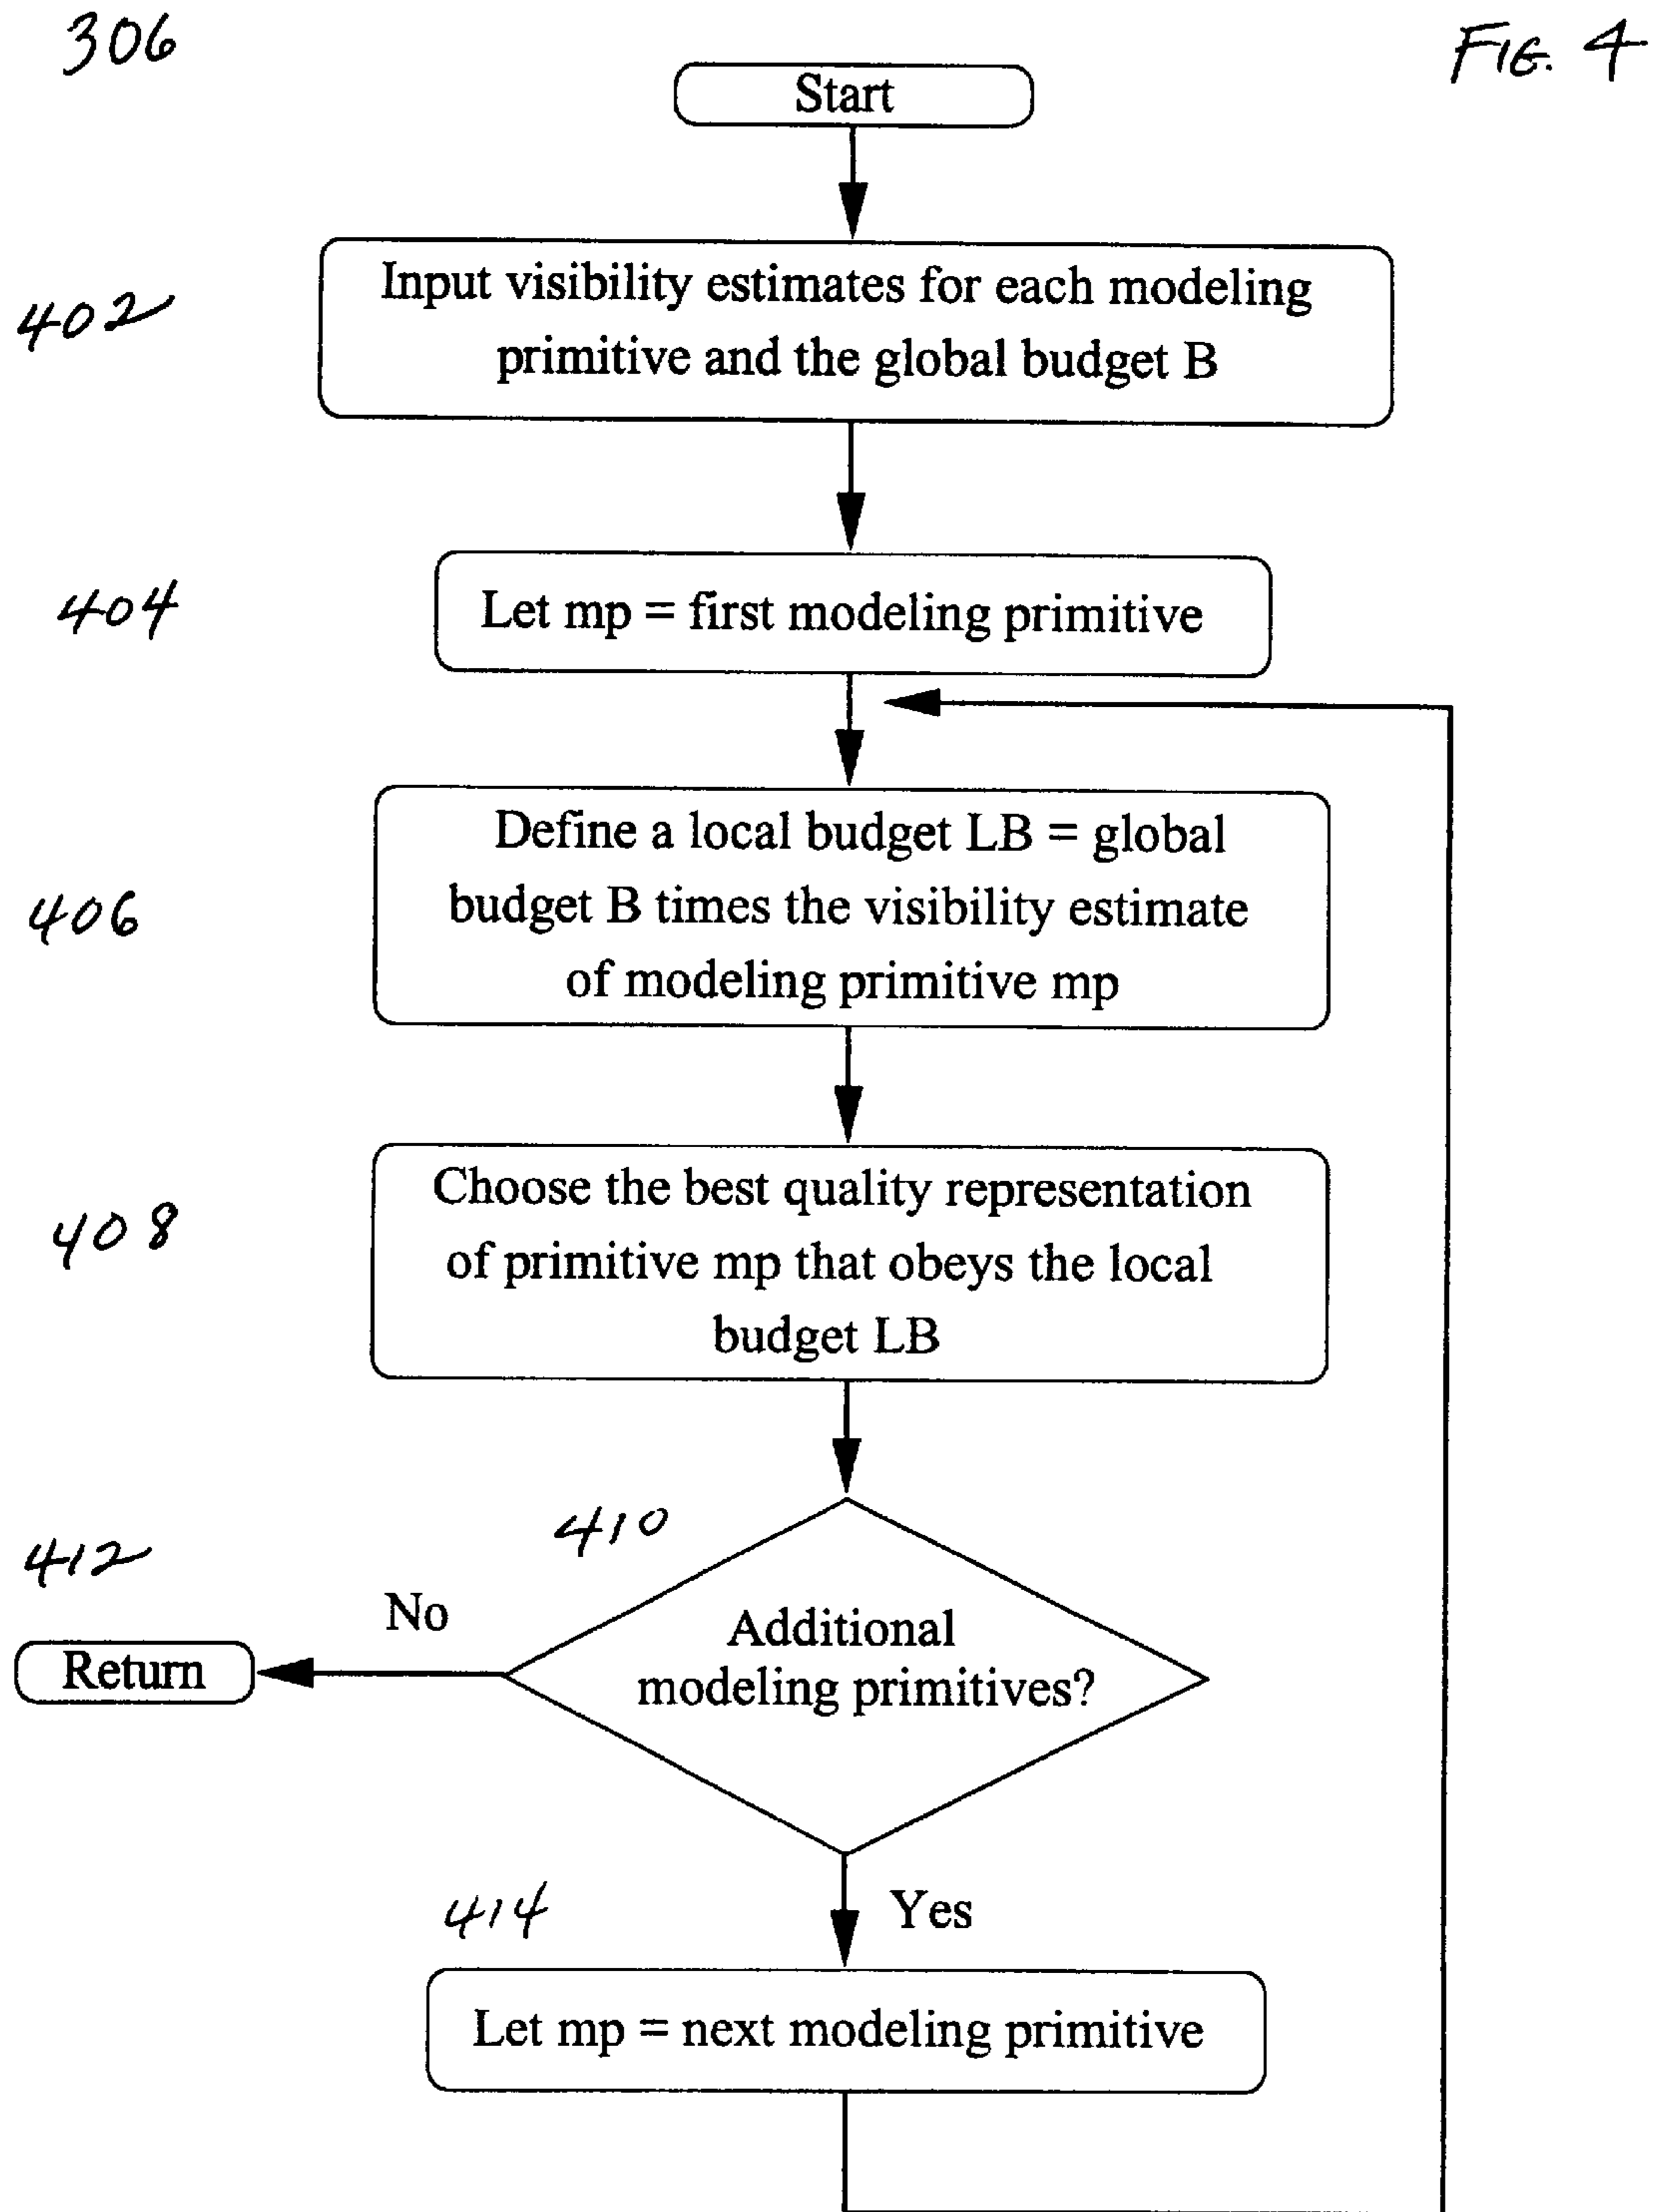 306
FIG. 4
Start
402
Input visibility estimates for each modeling
primitive and the global budget B
404
Let mp = first modeling primitive
406
Define a local budget LB = global
budget B times the visibility estimate
of modeling primitive mp
408
Choose the best quality representation
of primitive mp that obeys the local
budget LB
410
412
No
Additional
modeling primitives?
Return
414
Yes
Let mp = next modeling primitive